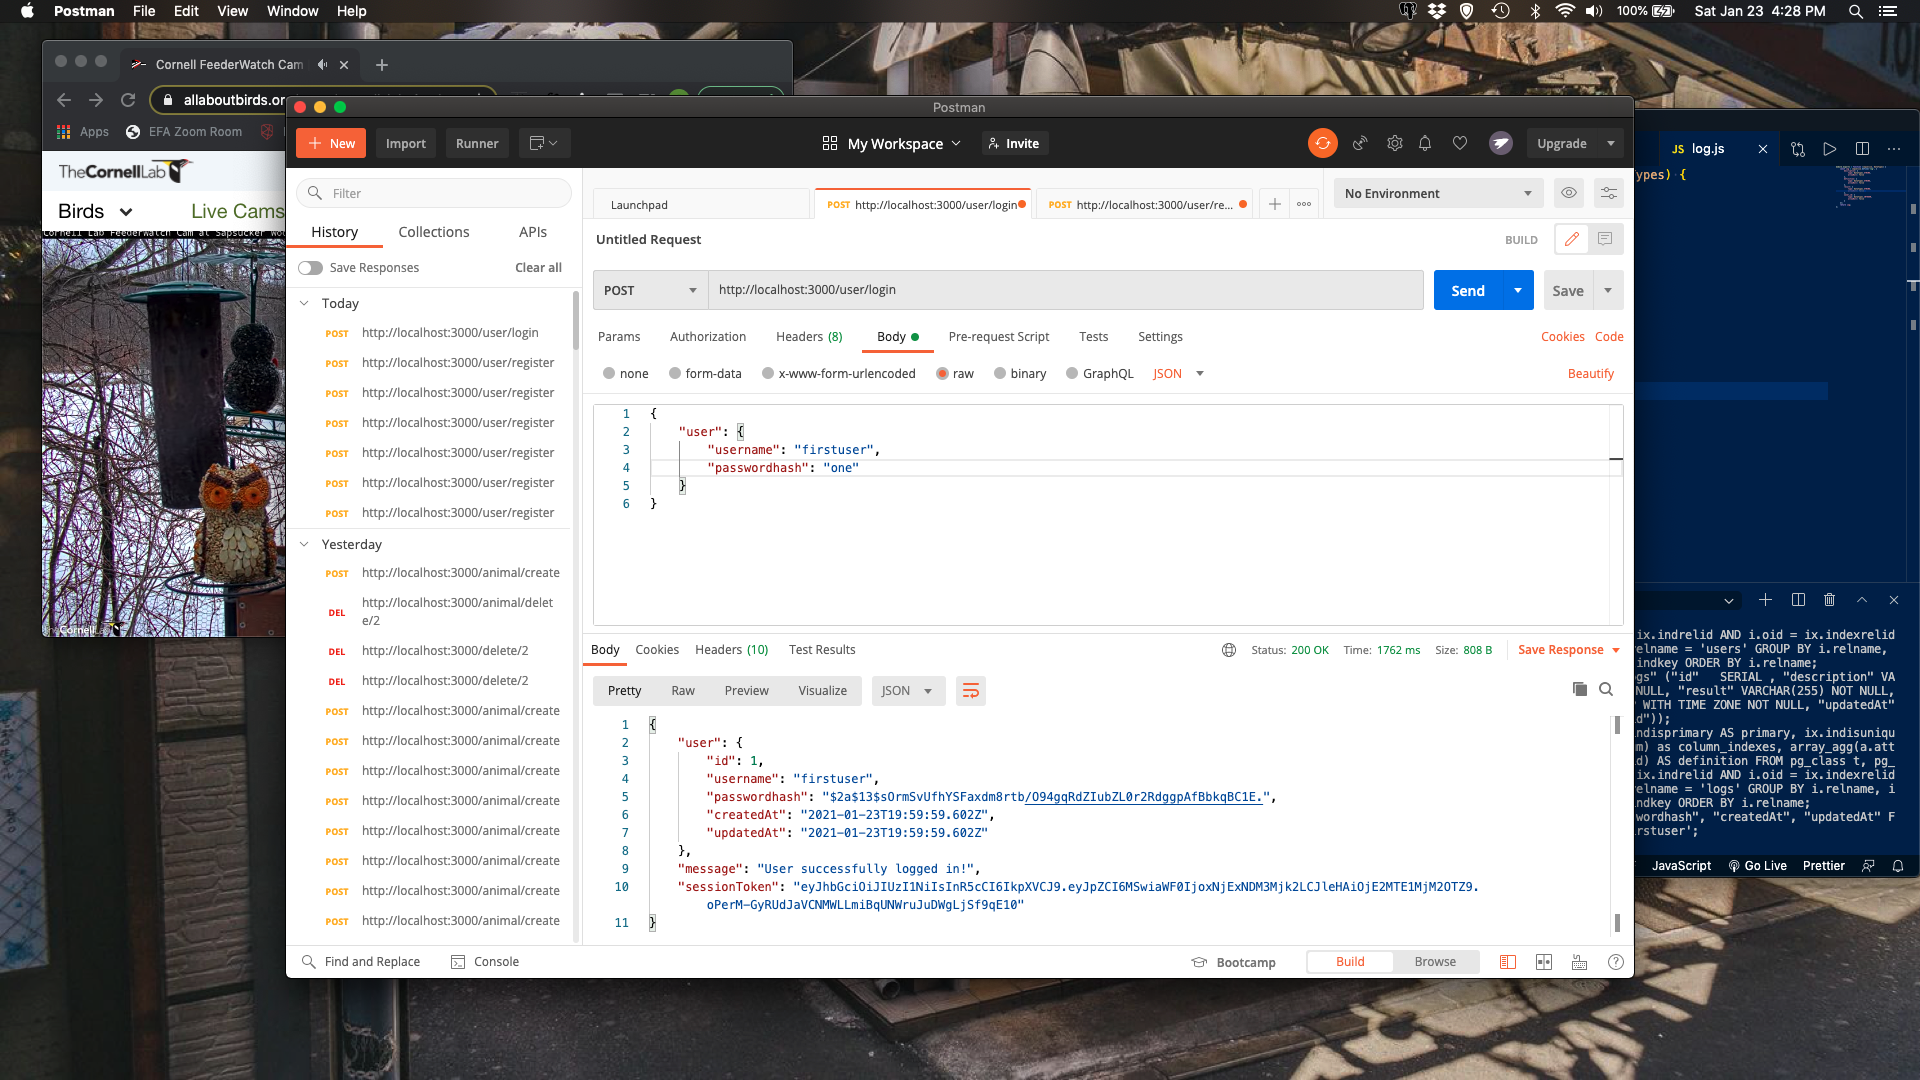 Postman File Edit View Window Help
100% Sat Jan 23 4:28 PM
Cornell FeederWatch Cam
allaboutbirds.or
Apps EFA Zoom Room
TheCornellLab
Birds Live Cams
Cornell Lab FeederWatch Cam at Sapsucker Wo
Postman
New Import Runner My Workspace Invite Upgrade
Filter
History Collections APIs
Save Responses Clear all
Today
POST http://localhost:3000/user/login
POST http://localhost:3000/user/register
POST http://localhost:3000/user/register
POST http://localhost:3000/user/register
POST http://localhost:3000/user/register
POST http://localhost:3000/user/register
POST http://localhost:3000/user/register
Yesterday
POST http://localhost:3000/animal/create
DEL http://localhost:3000/animal/delet
e/2
DEL http://localhost:3000/delete/2
DEL http://localhost:3000/delete/2
POST http://localhost:3000/animal/create
POST http://localhost:3000/animal/create
POST http://localhost:3000/animal/create
POST http://localhost:3000/animal/create
POST http://localhost:3000/animal/create
POST http://localhost:3000/animal/create
POST http://localhost:3000/animal/create
POST http://localhost:3000/animal/create
Launchpad POST http://localhost:3000/user/login POST http://localhost:3000/user/re...
No Environment
Untitled Request BUILD
POST http://localhost:3000/user/login Send Save
Params Authorization Headers (8) Body Pre-request Script Tests Settings Cookies Code
none form-data x-www-form-urlencoded raw binary GraphQL JSON Beautify
1 {
2 "user": {
3 "username": "firstuser",
4 "passwordhash": "one"
5 }
6 }
Body Cookies Headers (10) Test Results Status: 200 OK Time: 1762 ms Size: 808 B Save Response
Pretty Raw Preview Visualize JSON
1 {
2 "user": {
3 "id": 1,
4 "username": "firstuser",
5 "passwordhash": "$2a$13$sOrmSvUfhYSFaxdm8rtb/O94gqRdZIubZL0r2RdggpAfBbkqBC1E.",
6 "createdAt": "2021-01-23T19:59:59.602Z",
7 "updatedAt": "2021-01-23T19:59:59.602Z"
8 },
9 "message": "User successfully logged in!",
10 "sessionToken": "eyJhbGciOiJIUzI1NiIsInR5cCI6IkpXVCJ9.eyJpZCI6MSwiaWF0IjoxNjExNDM3Mjk2LCJleHAiOjE2MTE1MjM2OTZ9.
oPerM-GyRUdJaVCNMWLLmiBqUNWruJuDWgLjSf9qE10"
11 }
Find and Replace Console Bootcamp Build Browse
JS log.js
ypes) {
ix.indrelid AND i.oid = ix.indexrelid
relname = 'users' GROUP BY i.relname,
indkey ORDER BY i.relname;
gs" ("id" SERIAL , "description" VA
NULL, "result" VARCHAR(255) NOT NULL,
WITH TIME ZONE NOT NULL, "updatedAt"
d"));
ndisprimary AS primary, ix.indisuniqu
m) as column_indexes, array_agg(a.att
d) AS definition FROM pg_class t, pg_
ix.indrelid AND i.oid = ix.indexrelid
relname = 'logs' GROUP BY i.relname, i
ndkey ORDER BY i.relname;
wordhash", "createdAt", "updatedAt" F
rstuser';
JavaScript Go Live Prettier